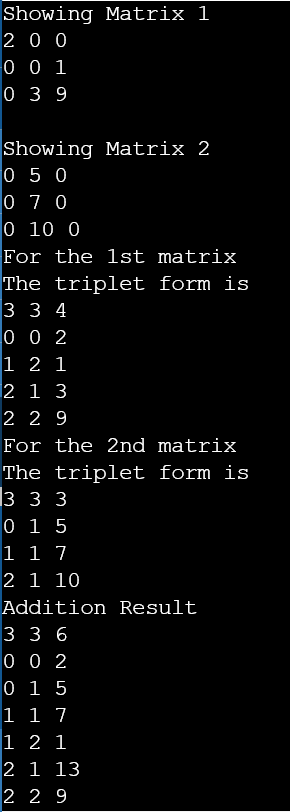 Showing Matrix 1
2 0 0
0 0 1
0 3 9
Showing Matrix 2
0 5 0
0 7 0
0 10 0
For the 1st matrix
The triplet form is
3 3 4
0 0 2
1 2 1
2 1 3
2 2 9
For the 2nd matrix
The triplet form is
3 3 3
0 1 5
1 1 7
2 1 10
Addition Result
3 3 6
0 0 2
0 1 5
1 1 7
1 2 1
2 1 13
2 2 9